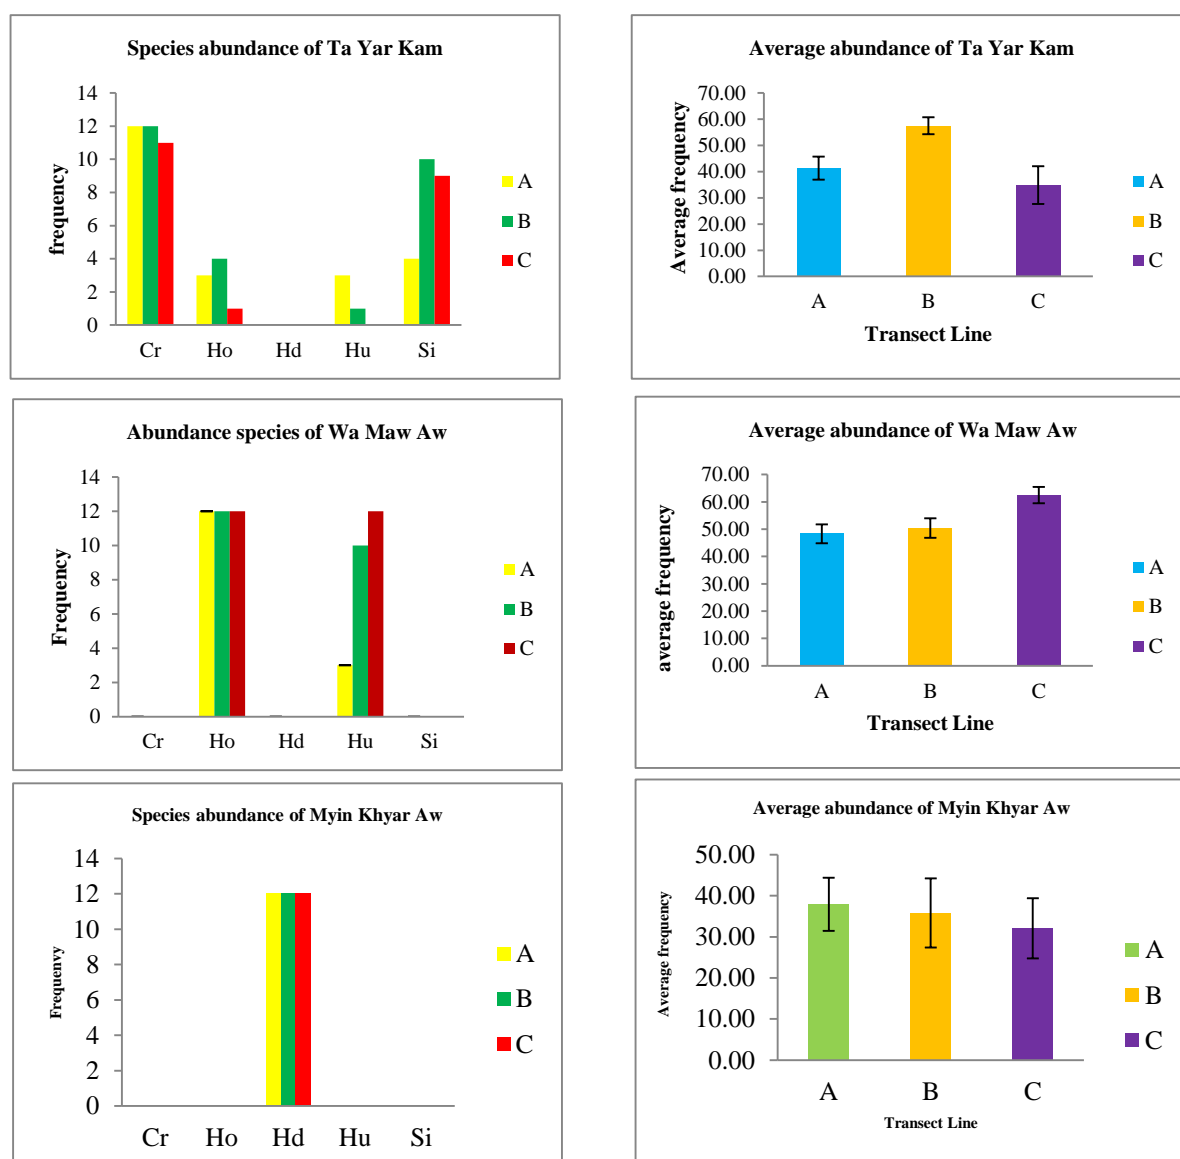 Species abundance of Ta Yar Kam
14
12
10
8
6
4
2
0
frequency
Cr Ho Hd Hu Si
A
B
C
Average abundance of Ta Yar Kam
70.00
60.00
50.00
40.00
30.00
20.00
10.00
0.00
Average frequency
A B C
Transect Line
A
B
C
Abundance species of Wa Maw Aw
14
12
10
8
6
4
2
0
Frequency
Cr Ho Hd Hu Si
A
B
C
Average abundance of Wa Maw Aw
70.00
60.00
50.00
40.00
30.00
20.00
10.00
0.00
average frequency
A B C
Transect Line
A
B
C
Species abundance of Myin Khyar Aw
14
12
10
8
6
4
2
0
Frequenvy
Cr Ho Hd Hu Si
A
B
C
Average abundance of Myin Khyar Aw
50.00
40.00
30.00
20.00
10.00
0.00
Average frequency
A B C
Transect Line
A
B
C